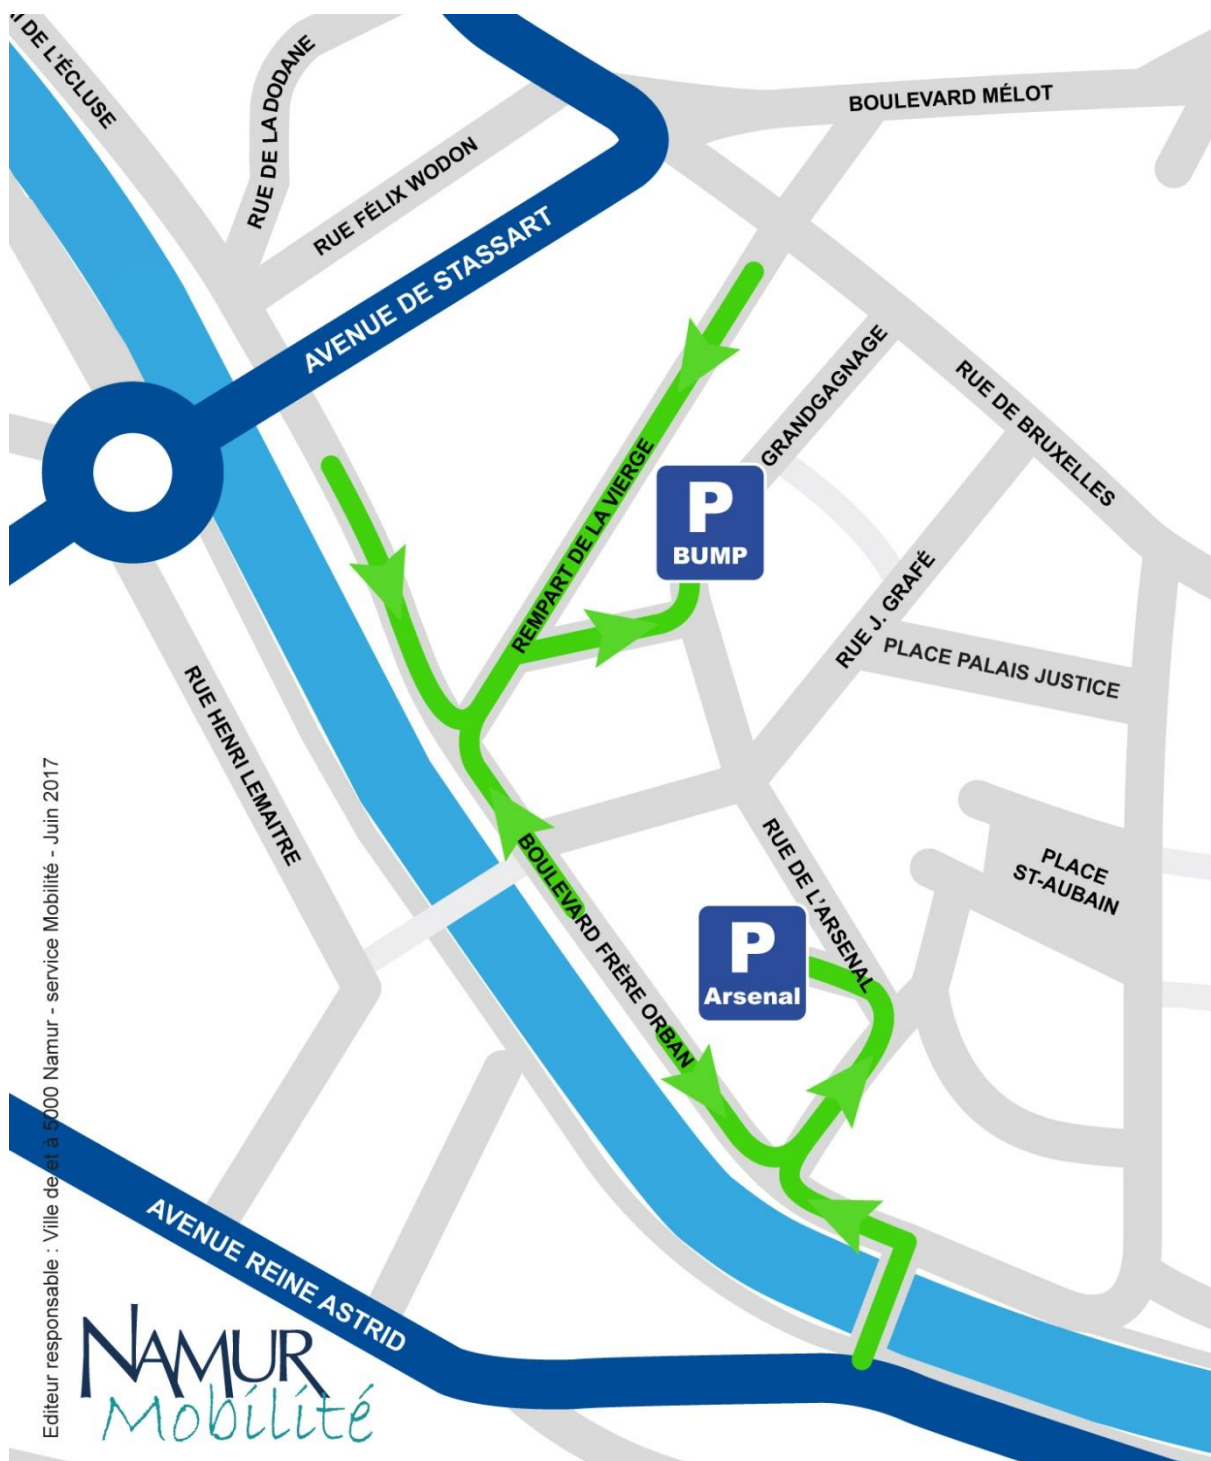 I DE L'ÉCLUSE
RUE DE LA DODANE
RUE FÉLIX WODON
BOULEVARD MÉLOT
AVENUE DE STASSART
GRANDGAGNAGE
RUE DE BRUXELLES
REMPART DE LA VIERGE
P
BUMP
RUE J. GRAFÉ
PLACE PALAIS JUSTICE
RUE HENRI LEMAITRE
BOULEVARD FRÈRE ORBAN
RUE DE L'ARSENAL
PLACE
ST-AUBAIN
P
Arsenal
AVENUE REINE ASTRID
Editeur responsable : Ville de et à 5000 Namur - service Mobilité - Juin 2017
NAMUR
Mobilité